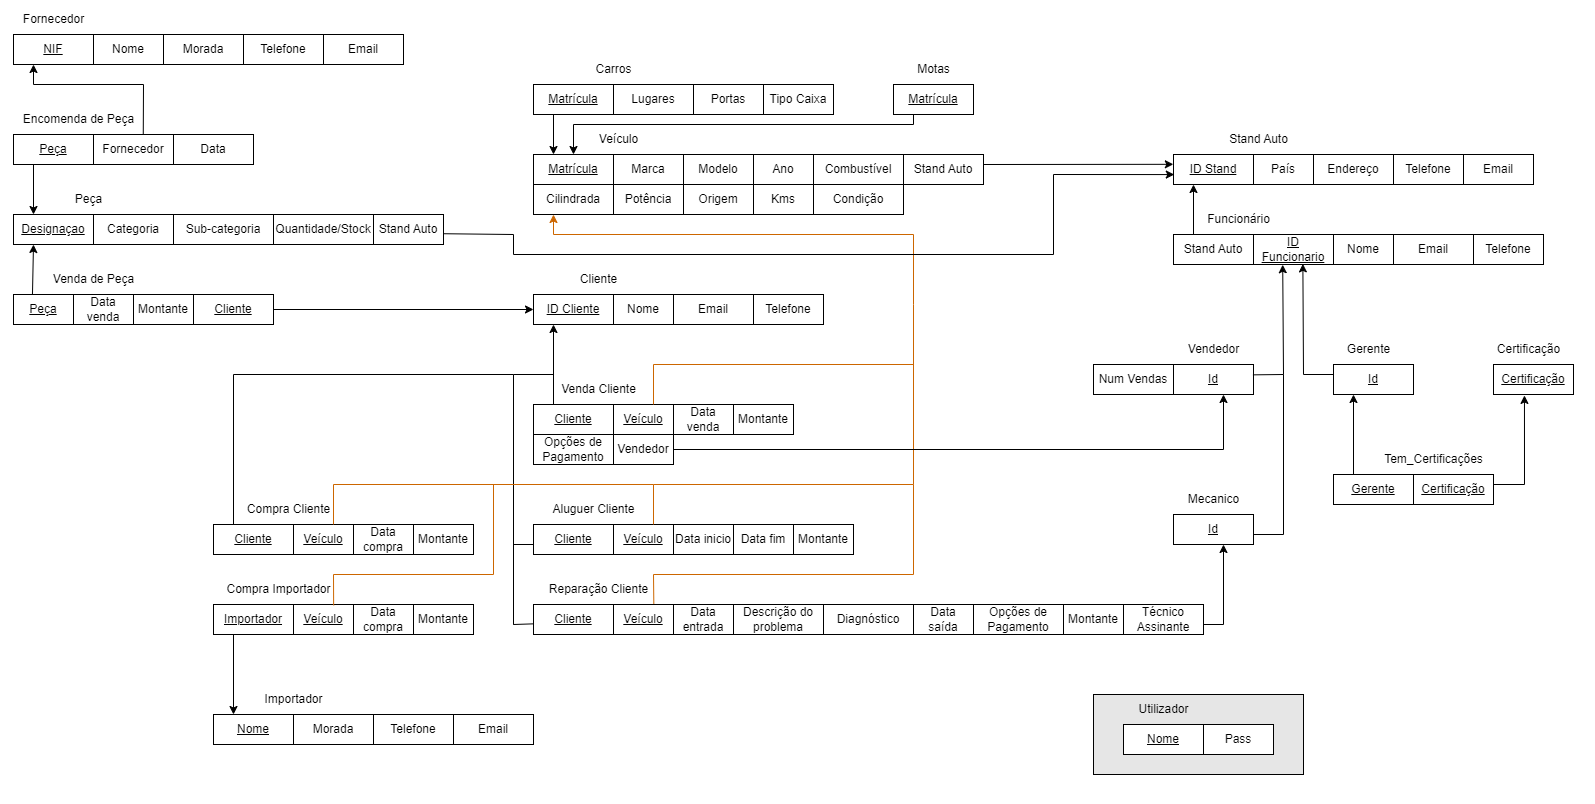 Fornecedor
NIF Nome Morada Telefone Email
Encomenda de Peça
Peça Fornecedor Data
Peça
Designaçao Categoria Sub-categoria Quantidade/Stock Stand Auto
Venda de Peça
Peça Data venda Montante Cliente
Carros
Matrícula Lugares Portas Tipo Caixa
Motas
Matrícula
Veículo
Matrícula Marca Modelo Ano Combustível Stand Auto
Cilindrada Potência Origem Kms Condição
Stand Auto
ID Stand País Endereço Telefone Email
Funcionário
Stand Auto ID Funcionario Nome Email Telefone
Cliente
ID Cliente Nome Email Telefone
Venda Cliente
Cliente Veículo Data venda Montante
Opções de Pagamento Vendedor
Vendedor
Num Vendas Id
Gerente
Id
Certificação
Certificação
Tem_Certificações
Gerente Certificação
Compra Cliente
Cliente Veículo Data compra Montante
Aluguer Cliente
Cliente Veículo Data inicio Data fim Montante
Mecanico
Id
Compra Importador
Importador Veículo Data compra Montante
Reparação Cliente
Cliente Veículo Data entrada Descrição do problema Diagnóstico Data saída Opções de Pagamento Montante Técnico Assinante
Importador
Nome Morada Telefone Email
Utilizador
Nome Pass